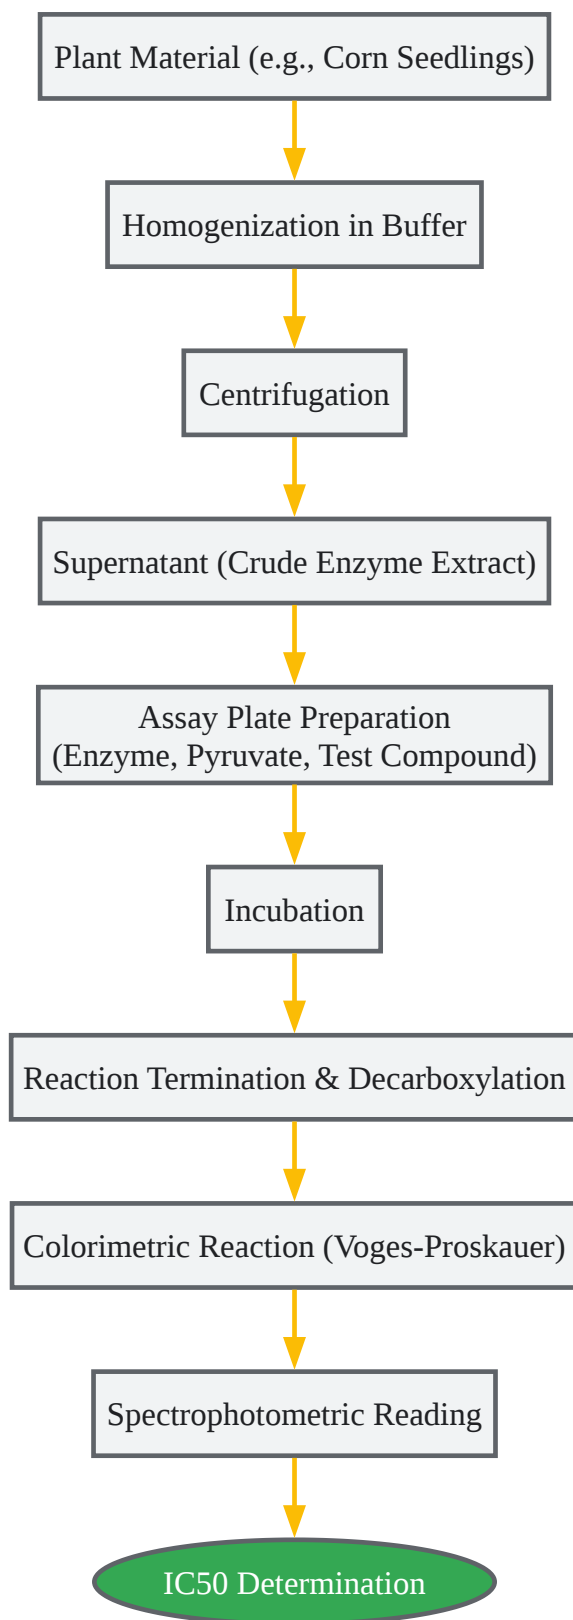 Plant Material (e.g., Corn Seedlings)
Homogenization in Buffer
Centrifugation
Supernatant (Crude Enzyme Extract)
Assay Plate Preparation
(Enzyme, Pyruvate, Test Compound)
Incubation
Reaction Termination & Decarboxylation
Colorimetric Reaction (Voges-Proskauer)
Spectrophotometric Reading
IC50 Determination